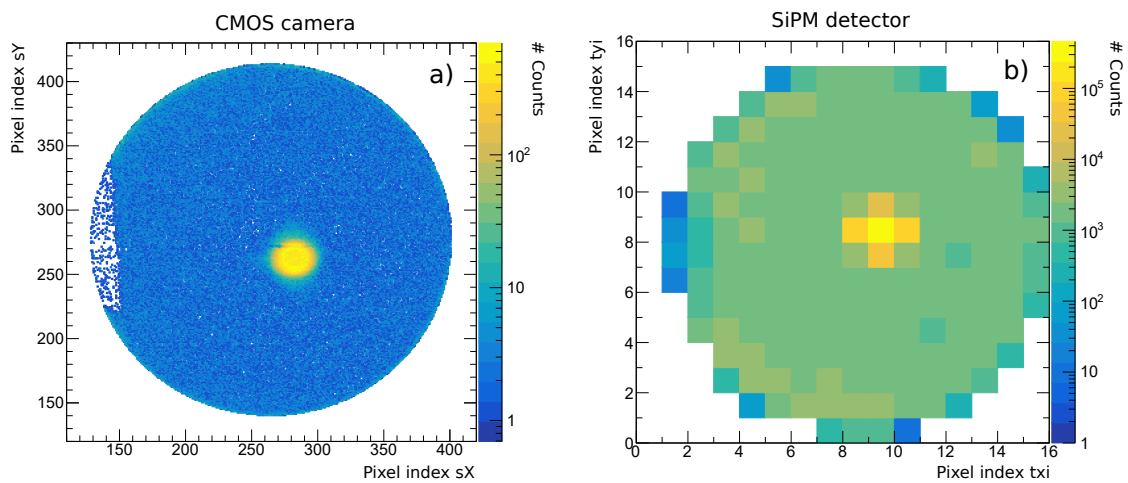 CMOS camera
SiPM detector
Pixel index sY
400
350
300
250
200
150
150 200 250 300 350 400
Pixel index sX
a)
# Counts
10²
10
1
Pixel index tyi
16
14
12
10
8
6
4
2
0
0 2 4 6 8 10 12 14 16
Pixel index txi
b)
# Counts
10⁵
10⁴
10³
10²
10
1